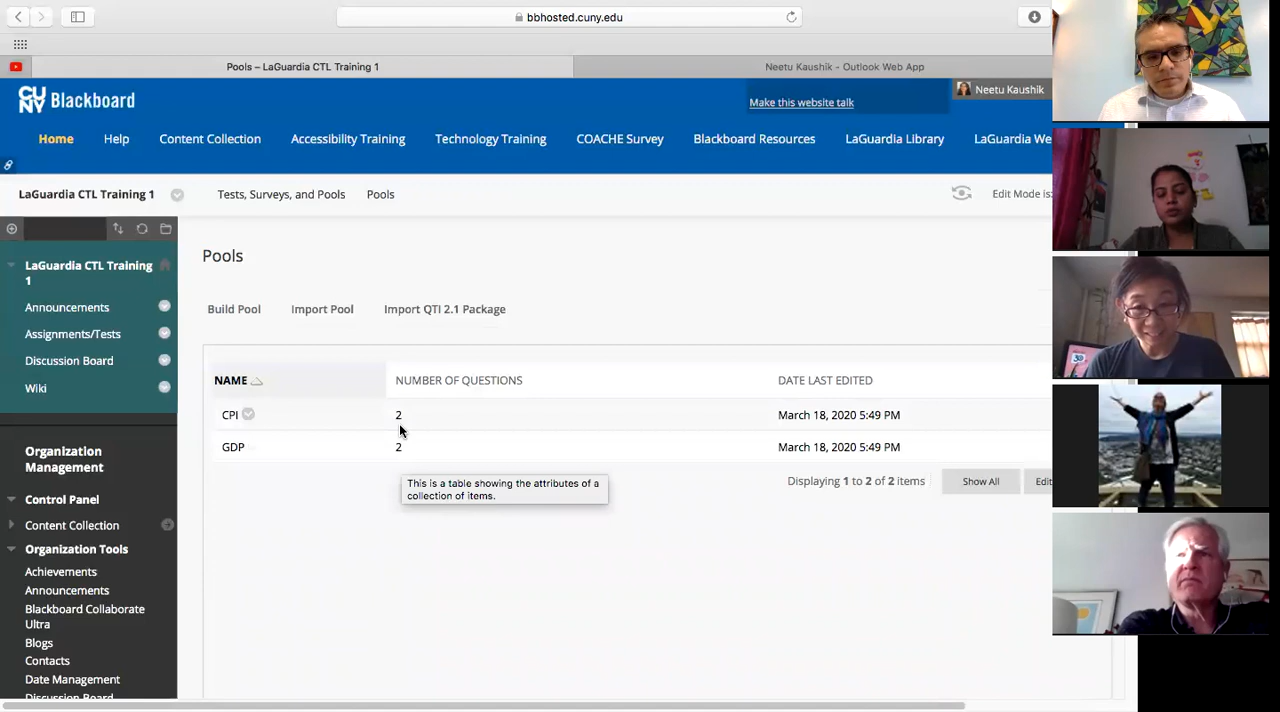 bbhosted.cuny.edu
Pools – LaGuardia CTL Training 1
Neetu Kaushik - Outlook Web App
CU
NY Blackboard
Make this website talk
Neetu Kaushik
Home Help Content Collection Accessibility Training Technology Training COACHE Survey Blackboard Resources LaGuardia Library LaGuardia We
LaGuardia CTL Training 1 Tests, Surveys, and Pools Pools Edit Mode is:
LaGuardia CTL Training
1
Announcements
Assignments/Tests
Discussion Board
Wiki
Organization
Management
Control Panel
Content Collection
Organization Tools
Achievements
Announcements
Blackboard Collaborate
Ultra
Blogs
Contacts
Date Management
Discussion Board
Pools
Build Pool Import Pool Import QTI 2.1 Package
NAME NUMBER OF QUESTIONS DATE LAST EDITED
CPI 2 March 18, 2020 5:49 PM
GDP 2 March 18, 2020 5:49 PM
This is a table showing the attributes of a
collection of items.
Displaying 1 to 2 of 2 items Show All Edit